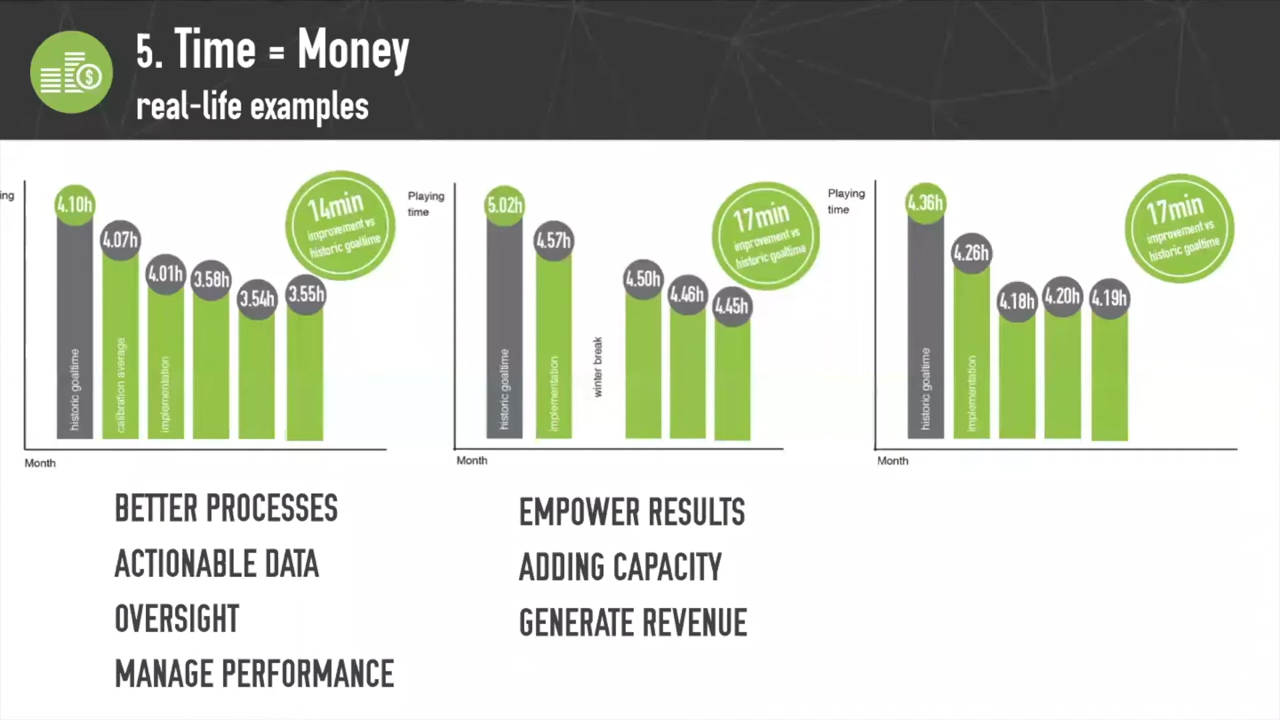 5. Time = Money
real-life examples
ing
4.10h
4.07h
4.01h
3.58h
3.54h
3.55h
14min
improvement vs
historic goaltime
historic goaltime
calibration average
implementation
Month
Playing
time
5.02h
4.57h
4.50h
4.46h
4.45h
17min
improvement vs
historic goaltime
historic goaltime
implementation
winter break
Month
Playing
time
4.36h
4.26h
4.18h
4.20h
4.19h
17min
improvement vs
historic goaltime
historic goaltime
implementation
Month
BETTER PROCESSES
ACTIONABLE DATA
OVERSIGHT
MANAGE PERFORMANCE
EMPOWER RESULTS
ADDING CAPACITY
GENERATE REVENUE